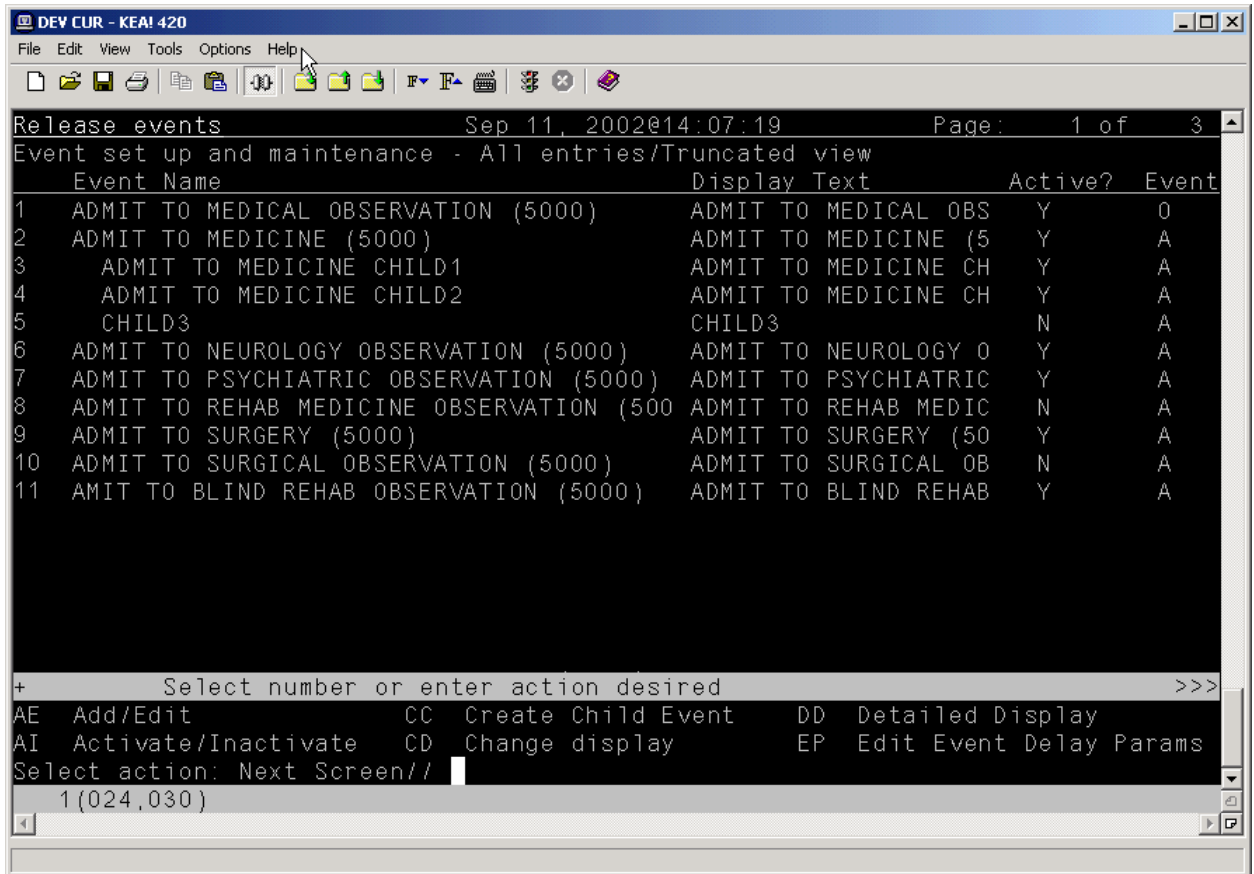 DEV CUR - KEA! 420
File Edit View Tools Options Help
Release events Sep 11, 2002@14:07:19 Page: 1 of 3
Event set up and maintenance - All entries/Truncated view
Event Name Display Text Active? Event
1 ADMIT TO MEDICAL OBSERVATION (5000) ADMIT TO MEDICAL OBS Y O
2 ADMIT TO MEDICINE (5000) ADMIT TO MEDICINE (5 Y A
3 ADMIT TO MEDICINE CHILD1 ADMIT TO MEDICINE CH Y A
4 ADMIT TO MEDICINE CHILD2 ADMIT TO MEDICINE CH Y A
5 CHILD3 CHILD3 N A
6 ADMIT TO NEUROLOGY OBSERVATION (5000) ADMIT TO NEUROLOGY O Y A
7 ADMIT TO PSYCHIATRIC OBSERVATION (5000) ADMIT TO PSYCHIATRIC Y A
8 ADMIT TO REHAB MEDICINE OBSERVATION (500 ADMIT TO REHAB MEDIC N A
9 ADMIT TO SURGERY (5000) ADMIT TO SURGERY (50 Y A
10 ADMIT TO SURGICAL OBSERVATION (5000) ADMIT TO SURGICAL OB N A
11 AMIT TO BLIND REHAB OBSERVATION (5000) ADMIT TO BLIND REHAB Y A
+ Select number or enter action desired >>>
AE Add/Edit CC Create Child Event DD Detailed Display
AI Activate/Inactivate CD Change display EP Edit Event Delay Params
Select action: Next Screen//
1(024,030)